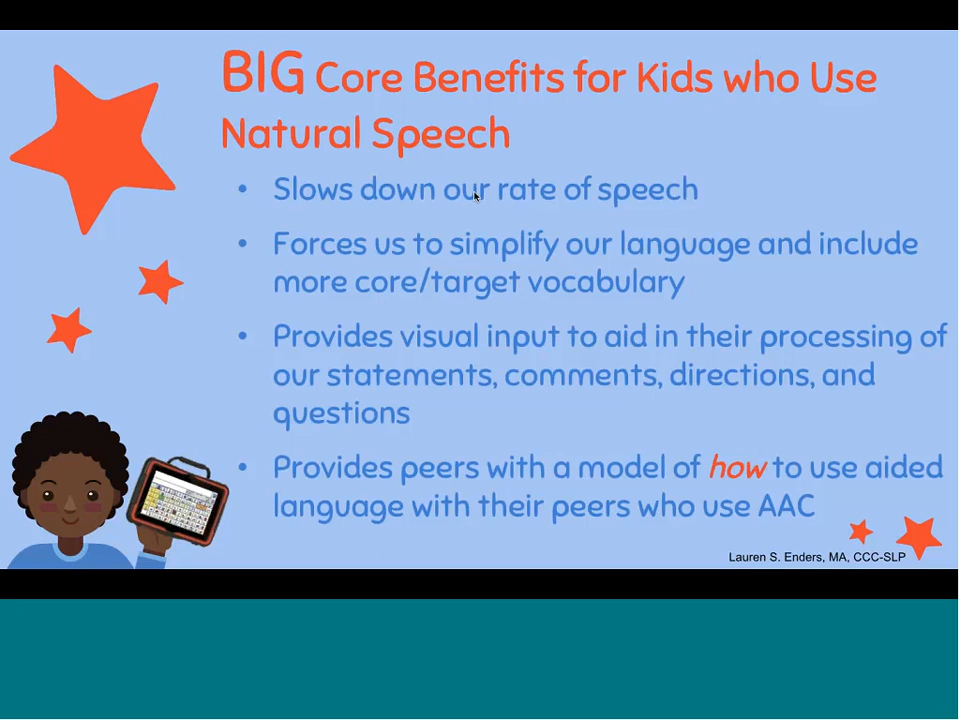 BIG Core Benefits for Kids who Use
Natural Speech
• Slows down our rate of speech
• Forces us to simplify our language and include
more core/target vocabulary
• Provides visual input to aid in their processing of
our statements, comments, directions, and
questions
• Provides peers with a model of how to use aided
language with their peers who use AAC
Lauren S. Enders, MA, CCC-SLP